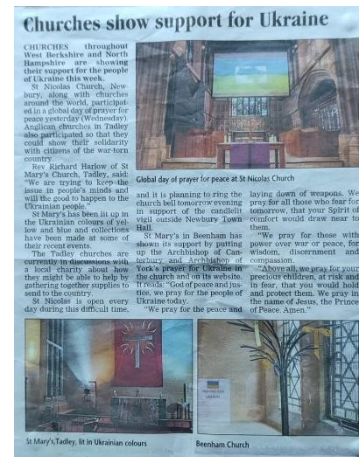 Churches show support for Ukraine
CHURCHES throughout
West Berkshire and North
Hampshire are showing
their support for the people
of Ukraine this week.
St Nicolas Church, New-
bury, along with churches
around the world, participat-
ed in a global day of prayer for
peace yesterday (Wednesday).
Anglican churches in Tadley
also participated so that they
could show their solidarity
with citizens of the war-torn
country.
Rev Richard Harlow of St
Mary's Church, Tadley, said:
"We are trying to keep the
issue in people's minds and
will the good to happen to the
Ukrainian people."
St Mary's has been lit up in
the Ukraine colours of yel-
low and blue and collections
have been made at some of
their recent events.
The Tadley churches are
currently in discussions with
a local charity about how
they might be able to help by
gathering together supplies to
send to the country.
St Nicolas is open every
day during this difficult time,
Global day of prayer for peace at St Nicolas Church
and it is planning to ring the
church bell tomorrow evening
in support of the candlelit
vigil outside Newbury Town
Hall.
St Mary's in Beenham has
shown its support by putting
up the Archbishop of Can-
terbury and Archbishop of
York's prayer for Ukraine in
the church and on its website.
It reads: "God of peace and jus-
tice, we pray for the people of
Ukraine today.
"We pray for the peace and
laying down of weapons. We
pray for all those who fear for
tomorrow, that your Spirit of
comfort would draw near to
them.
"We pray for those with
power over war or peace, for
wisdom, discernment and
compassion.
"Above all, we pray for your
precious children, at risk and
in fear, that you would hold
and protect them. We pray in
the name of Jesus, the Prince
of Peace. Amen."
St Mary's, Tadley, lit in Ukrainian colours
Beenham Church